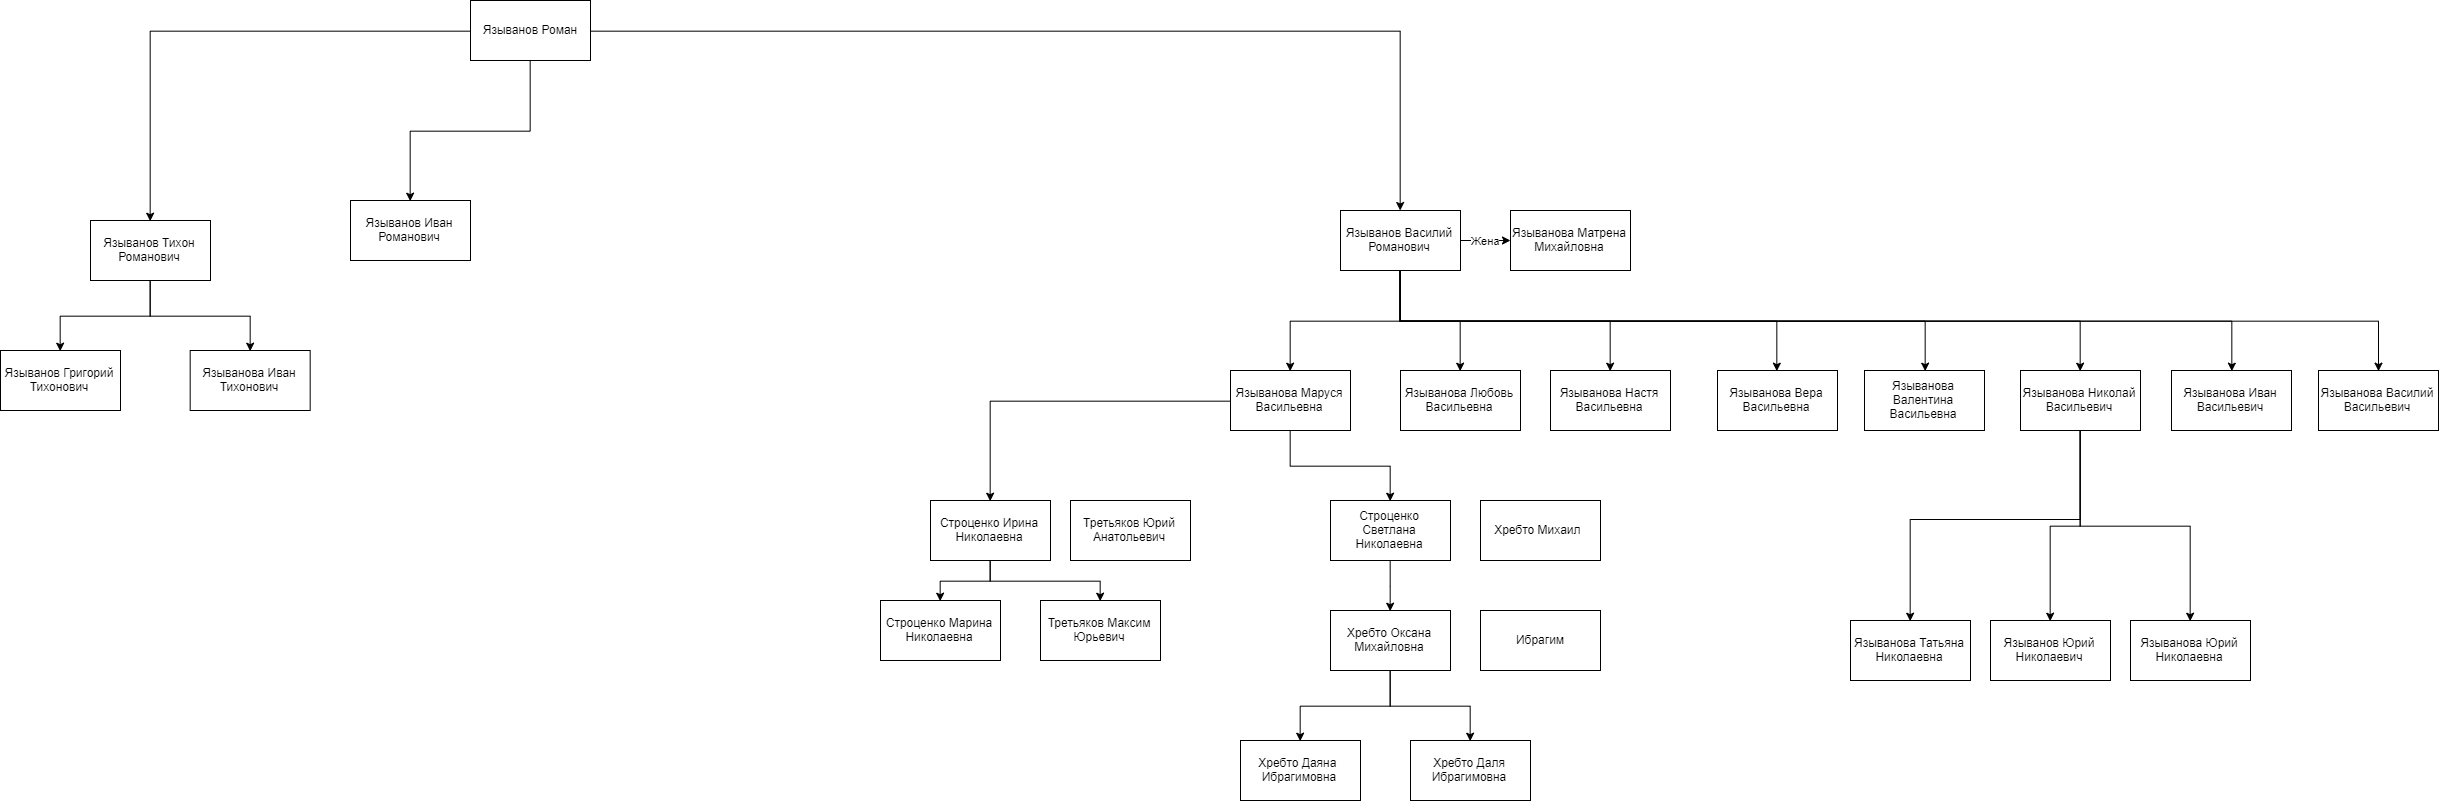 Языванов Роман
Языванов Тихон
Романович
Языванов Иван
Романович
Языванов Василий
Романович
Жена
Языванова Матрена
Михайловна
Языванов Григорий
Тихонович
Языванова Иван
Тихонович
Языванова Маруся
Васильевна
Языванова Любовь
Васильевна
Языванова Настя
Васильевна
Языванова Вера
Васильевна
Языванова
Валентина
Васильевна
Языванова Николай
Васильевич
Языванова Иван
Васильевич
Языванова Василий
Васильевич
Строценко Ирина
Николаевна
Третьяков Юрий
Анатольевич
Строценко
Светлана
Николаевна
Хребто Михаил
Строценко Марина
Николаевна
Третьяков Максим
Юрьевич
Хребто Оксана
Михайловна
Ибрагим
Языванова Татьяна
Николаевна
Языванов Юрий
Николаевич
Языванова Юрий
Николаевна
Хребто Даяна
Ибрагимовна
Хребто Даля
Ибрагимовна